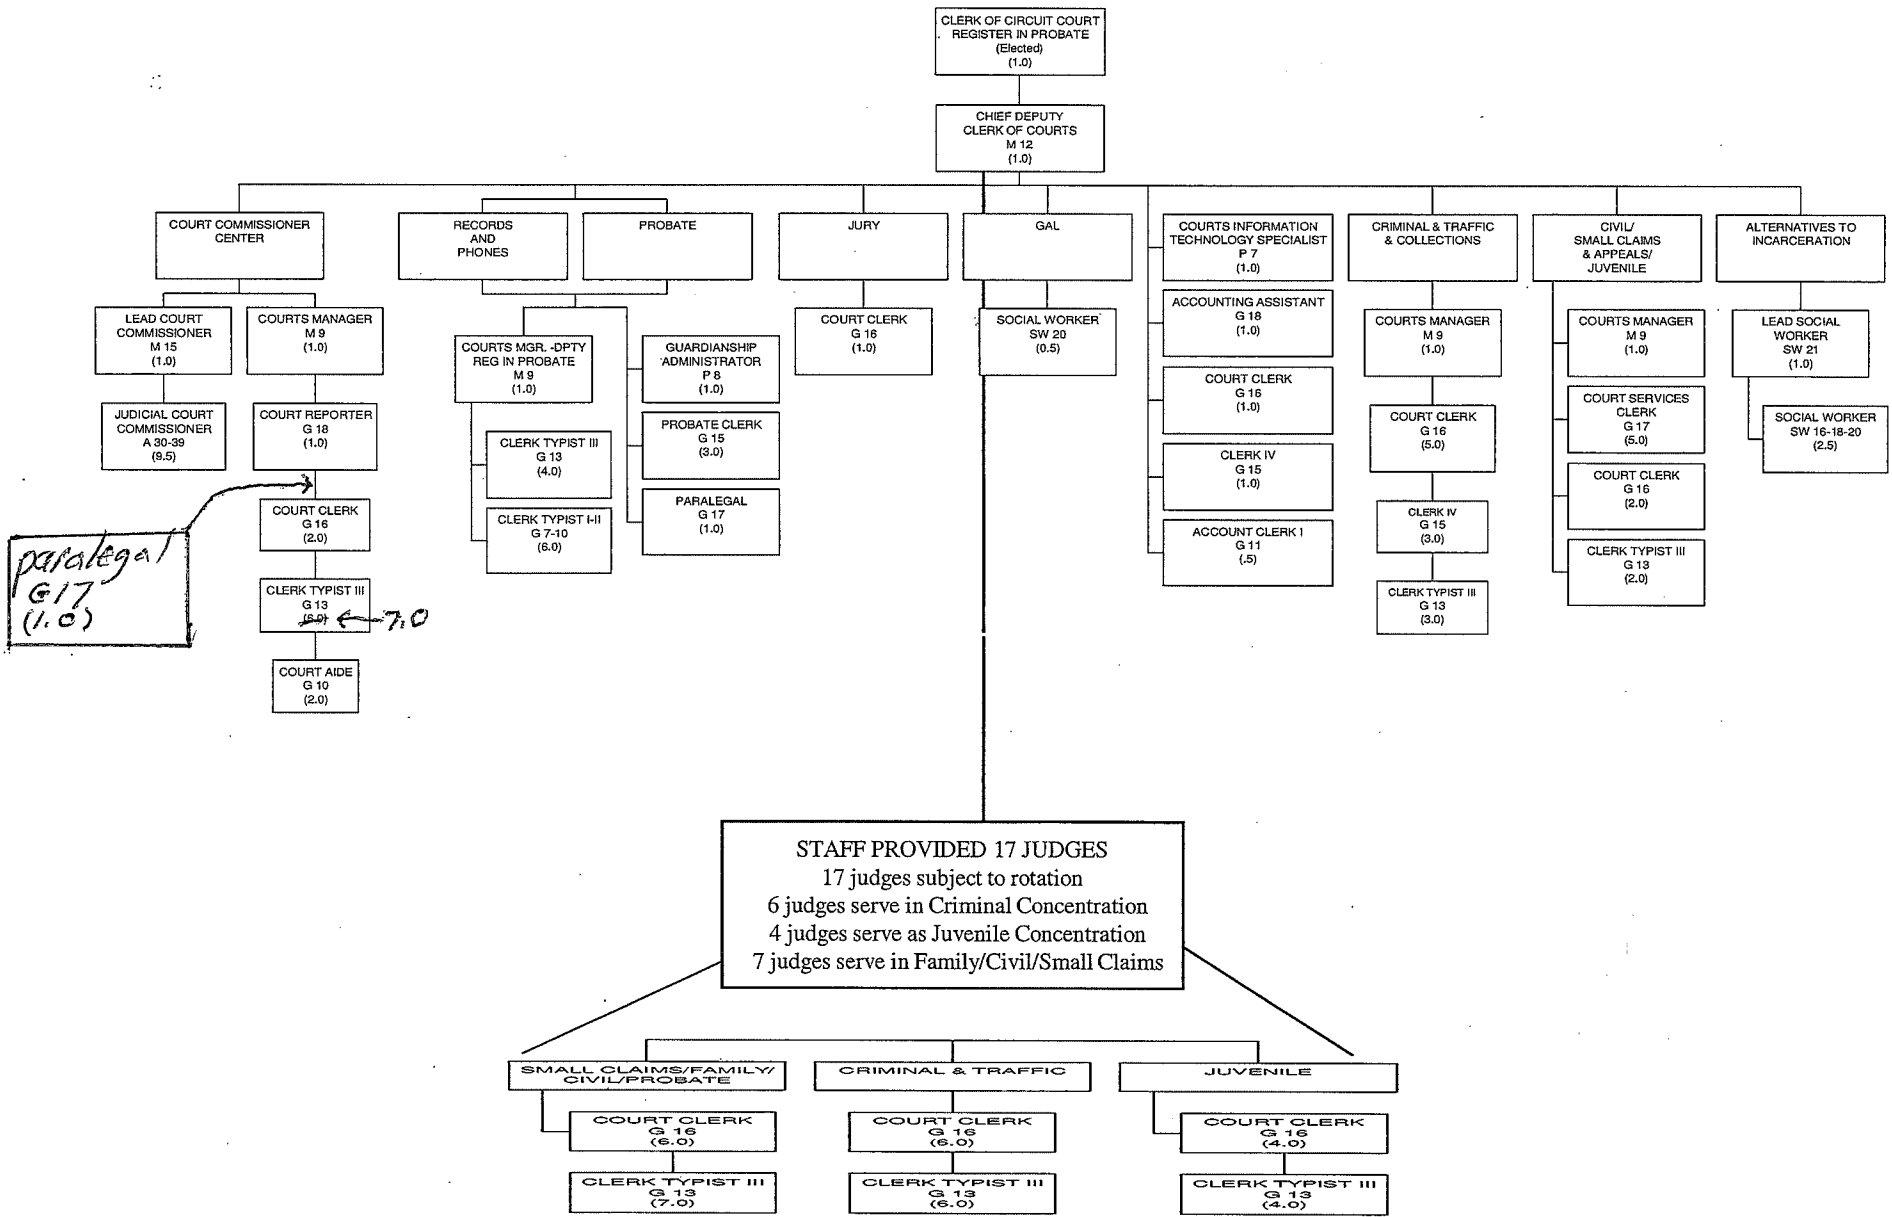 CLERK OF CIRCUIT COURT
REGISTER IN PROBATE
(Elected)
(1.0)
CHIEF DEPUTY
CLERK OF COURTS
M 12
(1.0)
COURT COMMISSIONER
CENTER
RECORDS
AND
PHONES
PROBATE
JURY
GAL
COURTS INFORMATION
TECHNOLOGY SPECIALIST
P 7
(1.0)
CRIMINAL & TRAFFIC
& COLLECTIONS
CIVIL/
SMALL CLAIMS
& APPEALS/
JUVENILE
ALTERNATIVES TO
INCARCERATION
LEAD COURT
COMMISSIONER
M 15
(1.0)
COURTS MANAGER
M 9
(1.0)
JUDICIAL COURT
COMMISSIONER
A 30-39
(9.5)
COURT REPORTER
G 18
(1.0)
paralegal
G17
(1.0)
COURT CLERK
G 16
(2.0)
CLERK TYPIST III
G 13
7.0
COURT AIDE
G 10
(2.0)
COURTS MGR. -DPTY
REG IN PROBATE
M 9
(1.0)
CLERK TYPIST III
G 13
(4.0)
CLERK TYPIST I-II
G 7-10
(6.0)
GUARDIANSHIP
ADMINISTRATOR
P 8
(1.0)
PROBATE CLERK
G 15
(3.0)
PARALEGAL
G 17
(1.0)
COURT CLERK
G 16
(1.0)
SOCIAL WORKER
SW 20
(0.5)
ACCOUNTING ASSISTANT
G 18
(1.0)
COURT CLERK
G 16
(1.0)
CLERK IV
G 15
(1.0)
ACCOUNT CLERK I
G 11
(.5)
COURTS MANAGER
M 9
(1.0)
COURT CLERK
G 16
(5.0)
CLERK IV
G 15
(3.0)
CLERK TYPIST III
G 13
(3.0)
COURTS MANAGER
M 9
(1.0)
COURT SERVICES
CLERK
G 17
(5.0)
COURT CLERK
G 16
(2.0)
CLERK TYPIST III
G 13
(2.0)
LEAD SOCIAL
WORKER
SW 21
(1.0)
SOCIAL WORKER
SW 16-18-20
(2.5)
STAFF PROVIDED 17 JUDGES
17 judges subject to rotation
6 judges serve in Criminal Concentration
4 judges serve as Juvenile Concentration
7 judges serve in Family/Civil/Small Claims
SMALL CLAIMS/FAMILY/
CIVIL/PROBATE
COURT CLERK
G 16
(6.0)
CLERK TYPIST III
G 13
(7.0)
CRIMINAL & TRAFFIC
COURT CLERK
G 16
(6.0)
CLERK TYPIST III
G 13
(6.0)
JUVENILE
COURT CLERK
G 16
(4.0)
CLERK TYPIST III
G 13
(4.0)